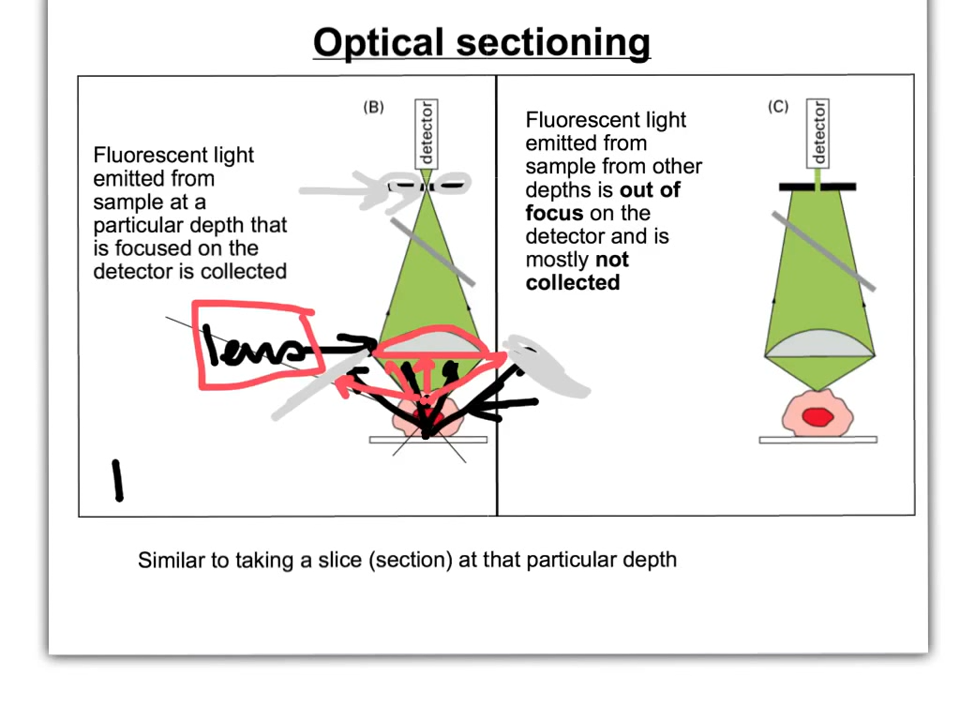 Optical sectioning
(B)
detector
Fluorescent light
emitted from
sample at a
particular depth that
is focused on the
detector is collected
lens
(C)
detector
Fluorescent light
emitted from
sample from other
depths is out of
focus on the
detector and is
mostly not
collected
Similar to taking a slice (section) at that particular depth